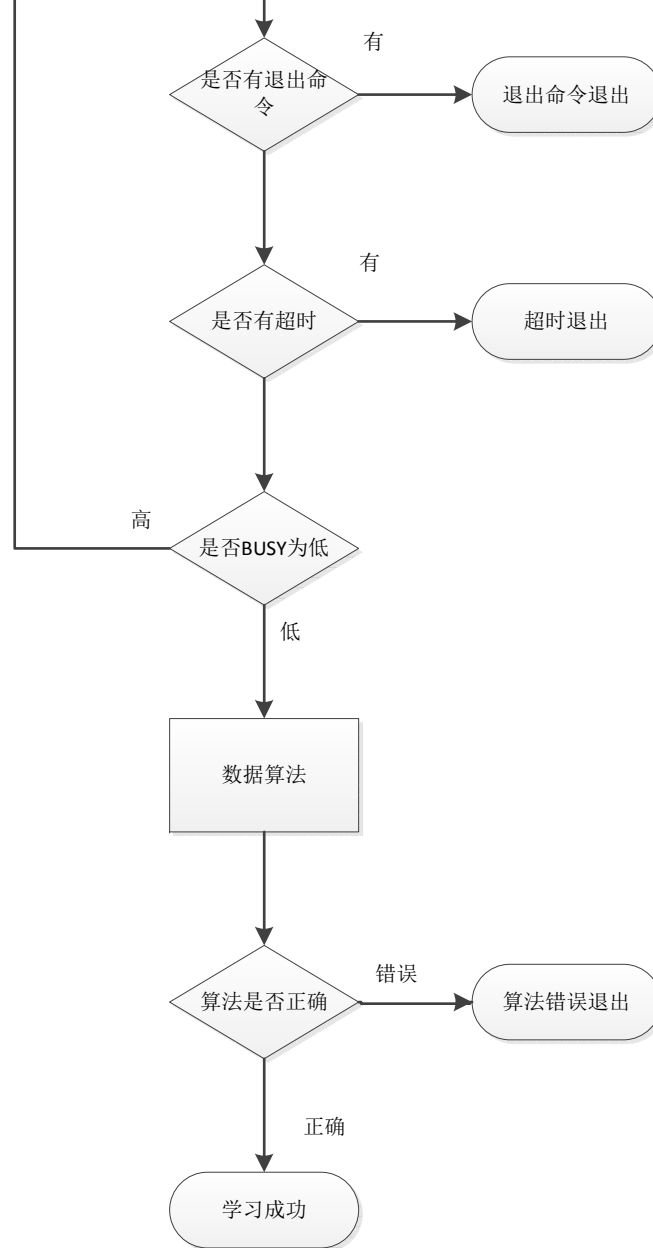 有
是否有退出命
令
退出命令退出
有
是否有超时
超时退出
高
是否BUSY为低
低
数据算法
错误
算法是否正确
算法错误退出
正确
学习成功